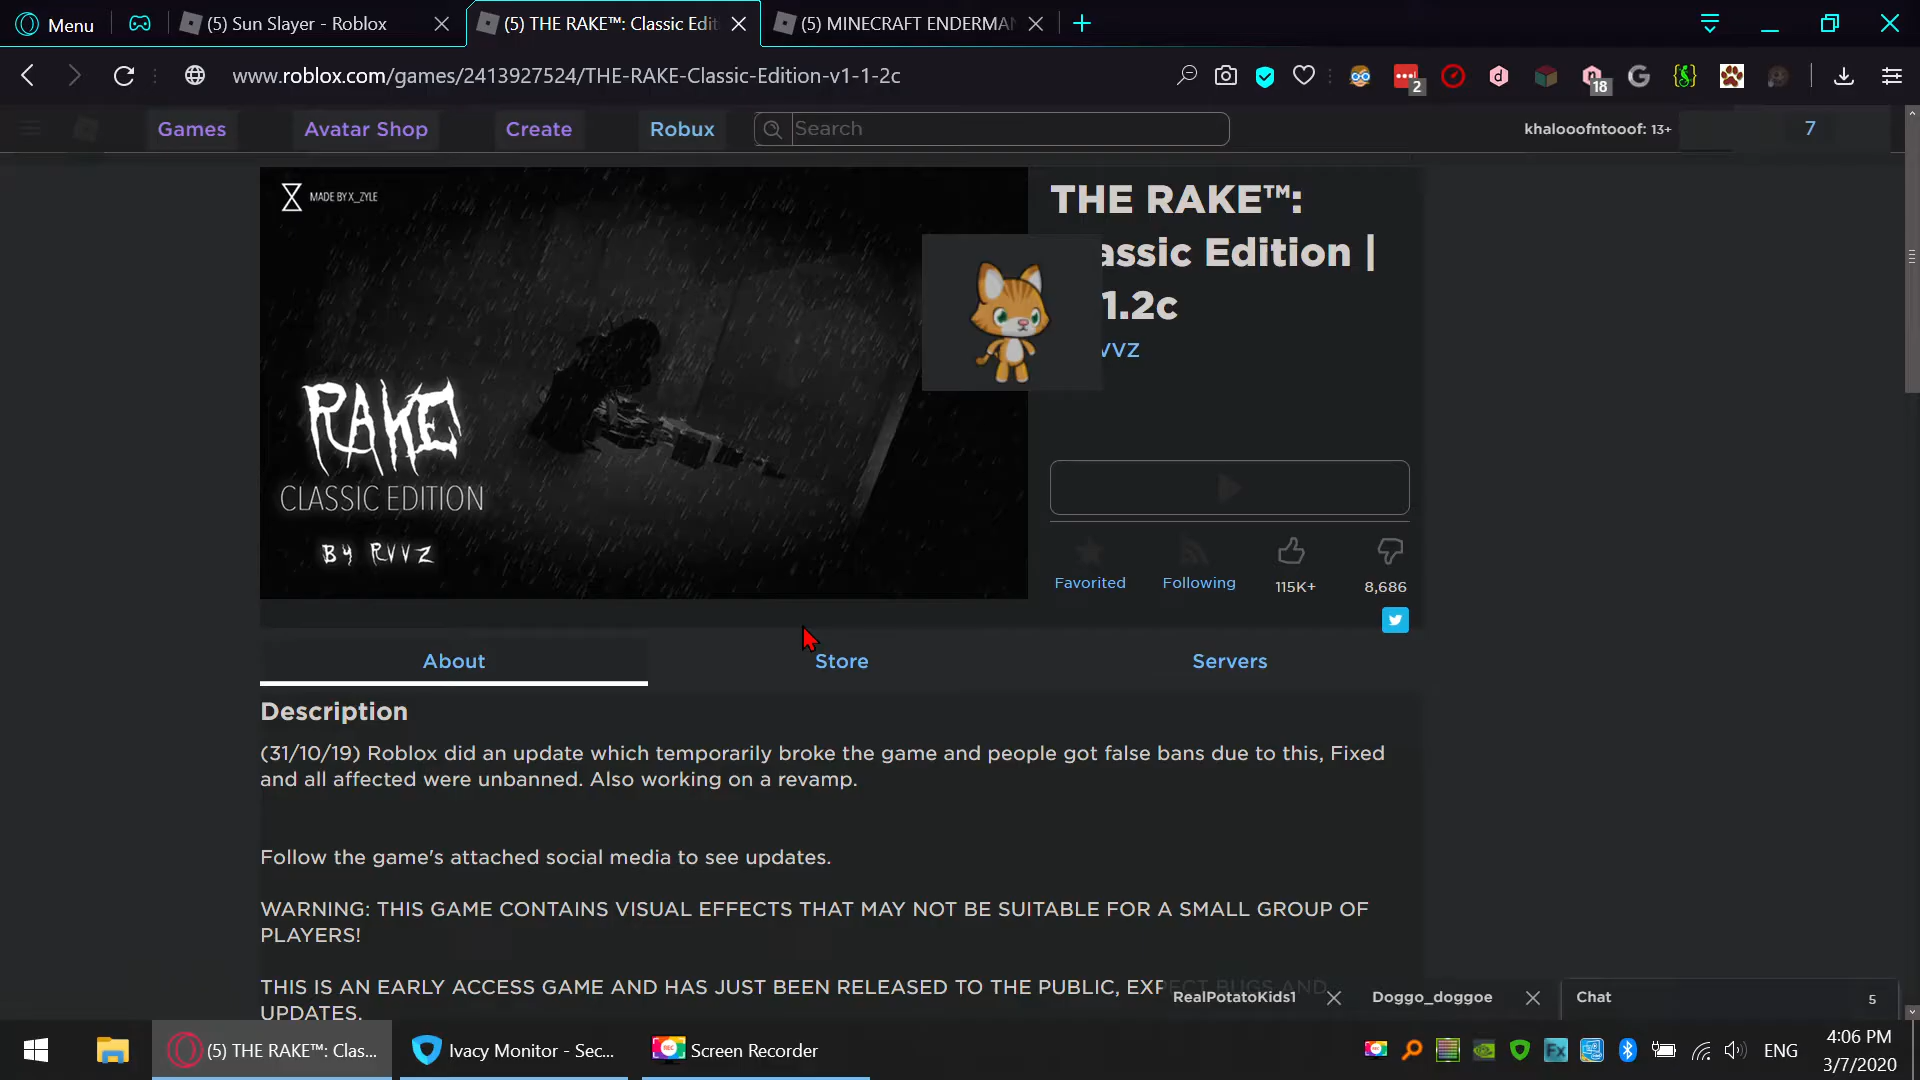 Menu
(5) Sun Slayer - Roblox
(5) THE RAKE™: Classic Edit
(5) MINECRAFT ENDERMAN
www.roblox.com/games/2413927524/THE-RAKE-Classic-Edition-v1-1-2c
2
18
Games
Avatar Shop
Create
Robux
Search
khalooofntooof: 13+
7
MADE BY X_ZYLE
RAKE
CLASSIC EDITION
BY RVVZ
THE RAKE™:
assic Edition |
1.2c
VVZ
Favorited
Following
115K+
8,686
About
Store
Servers
Description
(31/10/19) Roblox did an update which temporarily broke the game and people got false bans due to this, Fixed
and all affected were unbanned. Also working on a revamp.
Follow the game's attached social media to see updates.
WARNING: THIS GAME CONTAINS VISUAL EFFECTS THAT MAY NOT BE SUITABLE FOR A SMALL GROUP OF
PLAYERS!
THIS IS AN EARLY ACCESS GAME AND HAS JUST BEEN RELEASED TO THE PUBLIC, EXPECT BUGS AND
UPDATES.
RealPotatoKids1
Doggo_doggoe
Chat
5
(5) THE RAKE™: Clas...
Ivacy Monitor - Sec...
Screen Recorder
ENG
4:06 PM
3/7/2020